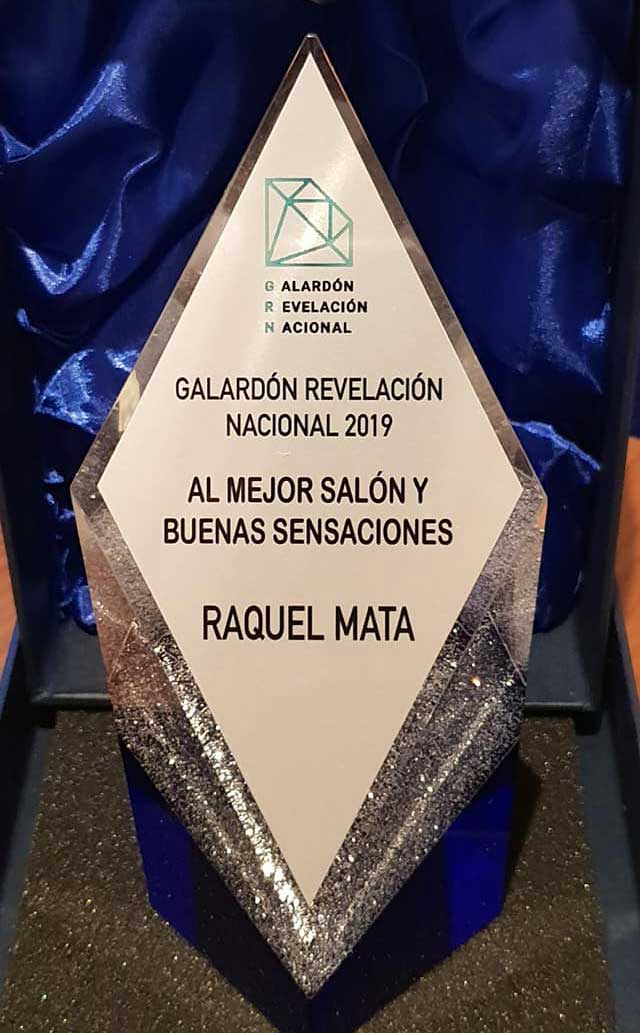 GALARDÓN
REVELACIÓN
NACIONAL
GALARDÓN REVELACIÓN
NACIONAL 2019
AL MEJOR SALÓN Y
BUENAS SENSACIONES
RAQUEL MATA